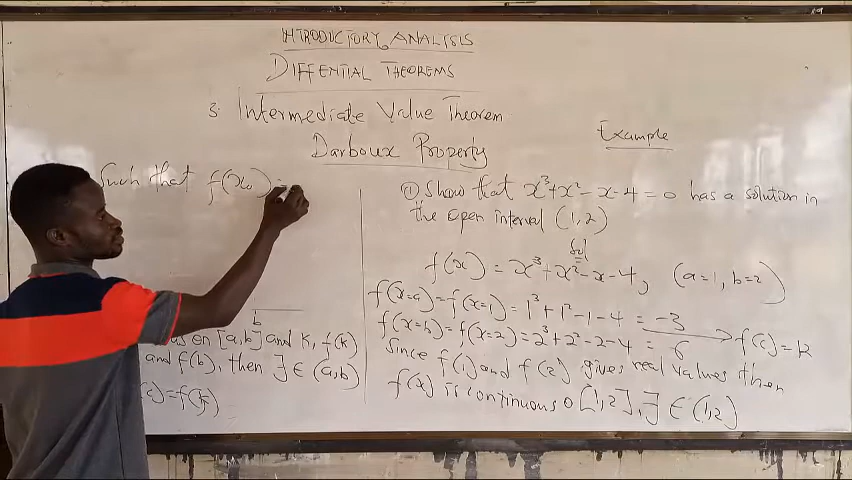 INTRODUCTORY ANALYSIS
DIFFENTIAL THEOREMS
3. Intermediate Value Theorem
Darboux Property
Such that f(x₀) =
b
on [a,b] and k, f(k)
and f(b), then ∃ ∈ (a,b)
=f(k)
Example
① Show that x³+x²-x-4=0 has a solution in
the open interval (1,2)
Sol
f(x) = x³+x²-x-4, (a=1, b=2)
f(x=a)=f(x=1)=1³+1²-1-4=-3
f(x=b)=f(x=2)=2³+2²-2-4=6
f(c)=k
Since f(1) and f(2) gives real values then
f(x) is continuous o [1,2], ∃ ∈ (1,2)